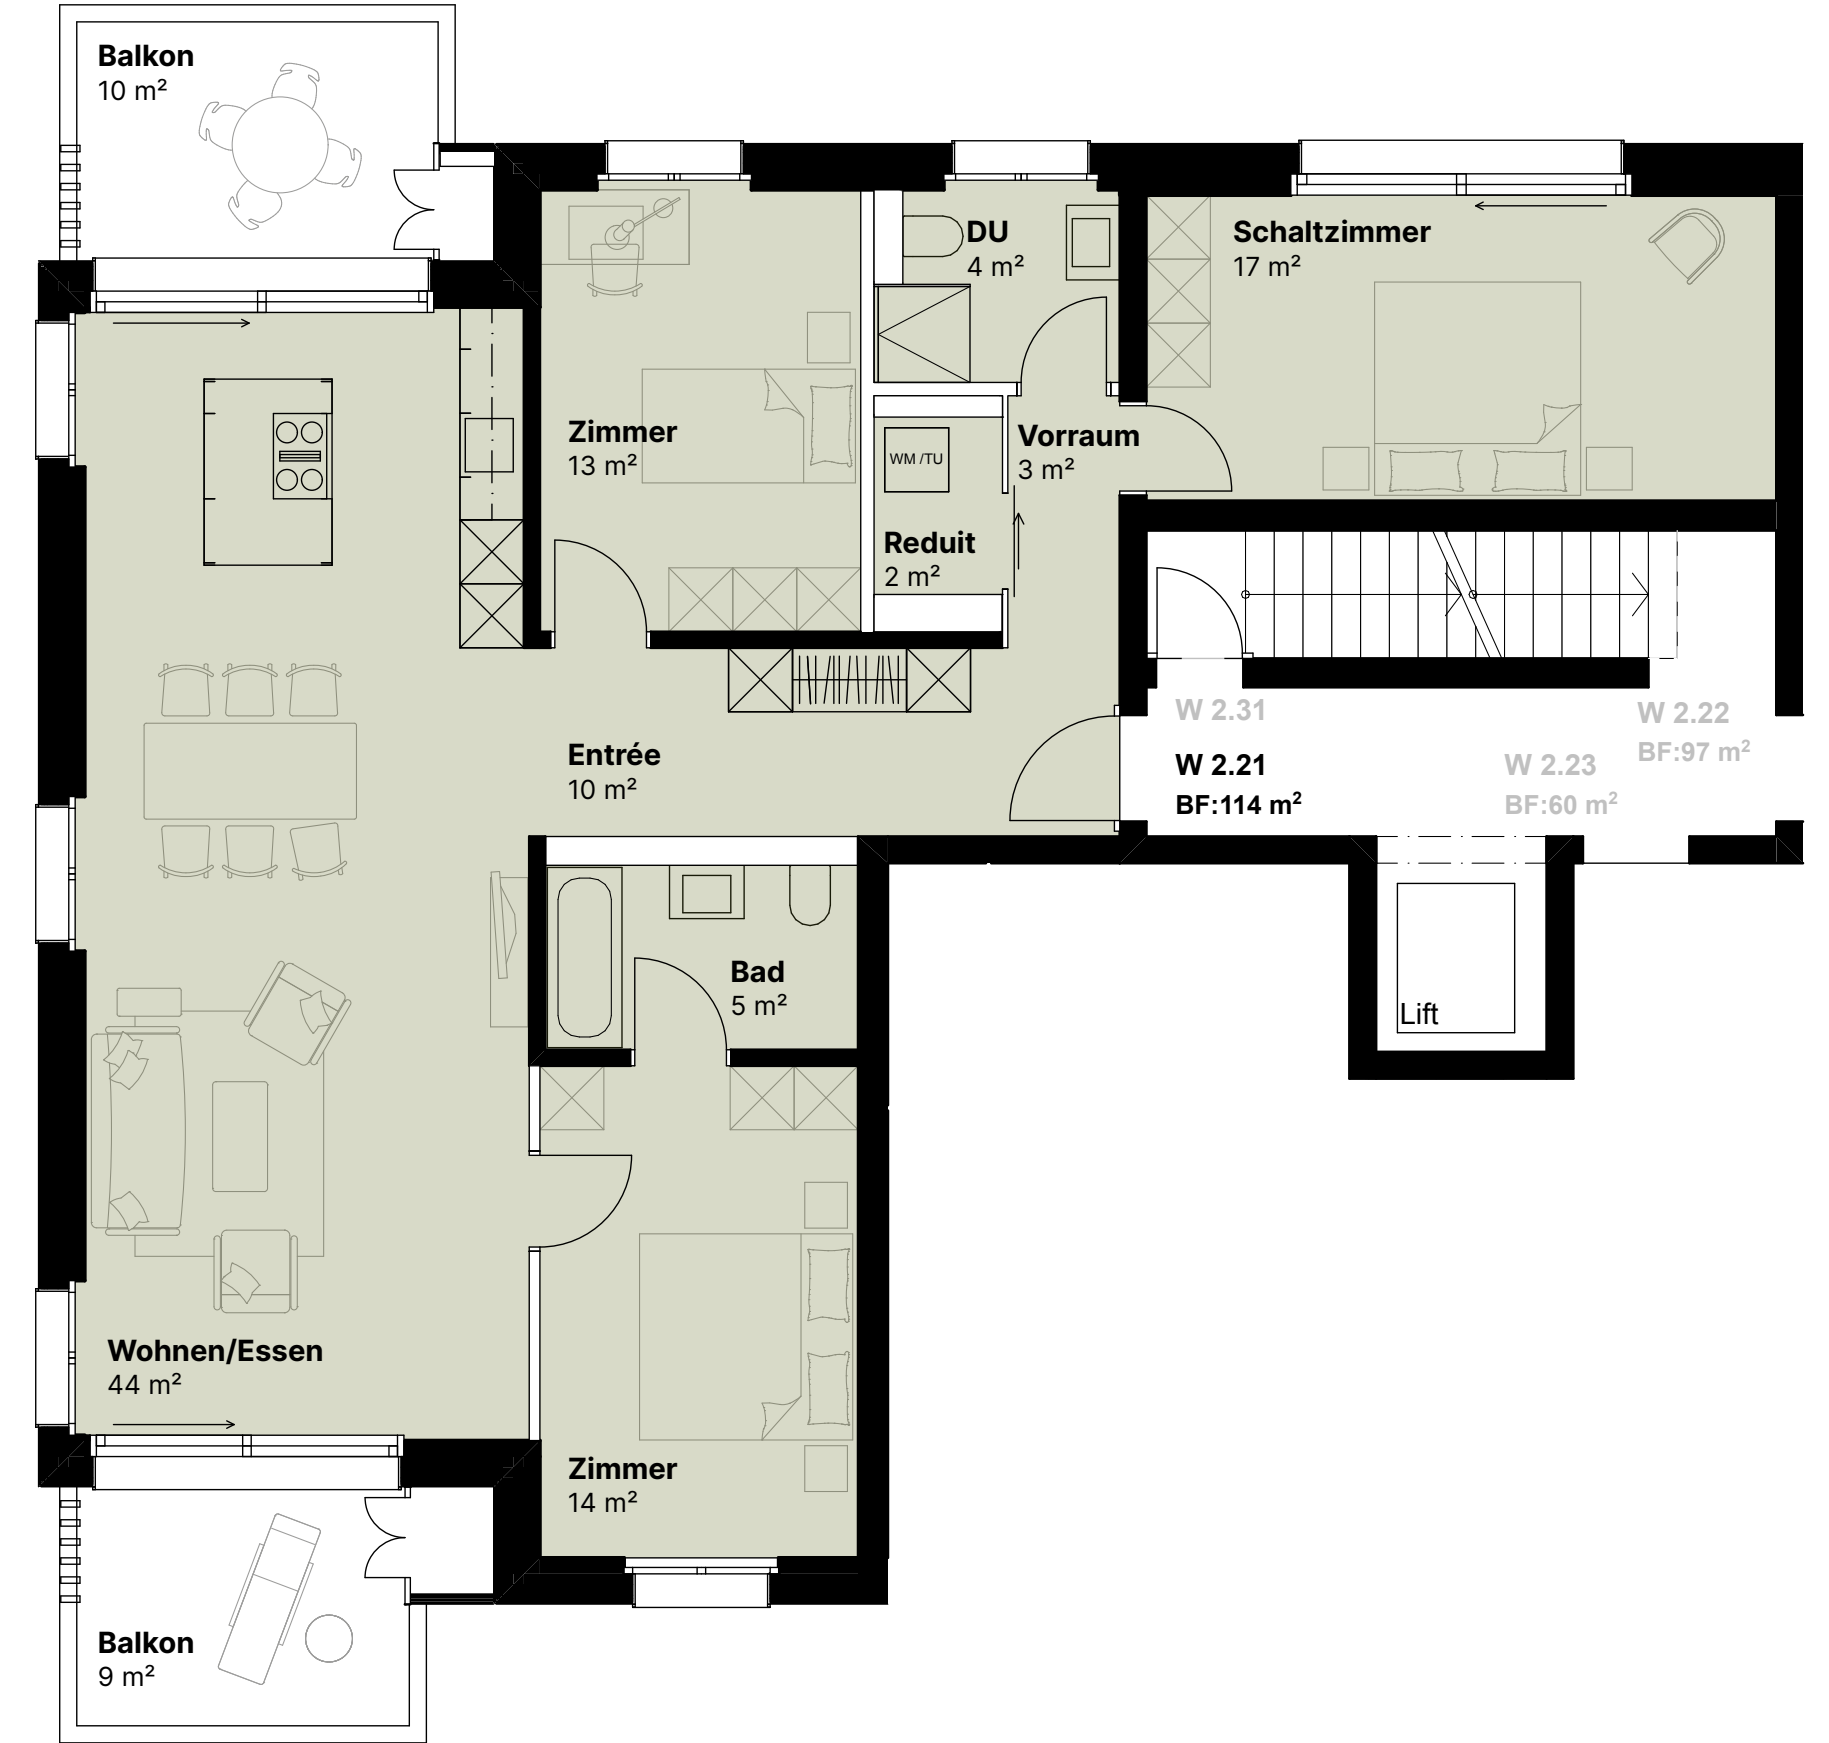 Balkon
10 m²
DU
4 m²
Schaltzimmer
17 m²
Zimmer
13 m²
WM /TU
Vorraum
3 m²
Reduit
2 m²
W 2.31
W 2.21
BF:114 m²
W 2.23
BF:60 m²
W 2.22
BF:97 m²
Entrée
10 m²
Bad
5 m²
Lift
Wohnen/Essen
44 m²
Zimmer
14 m²
Balkon
9 m²